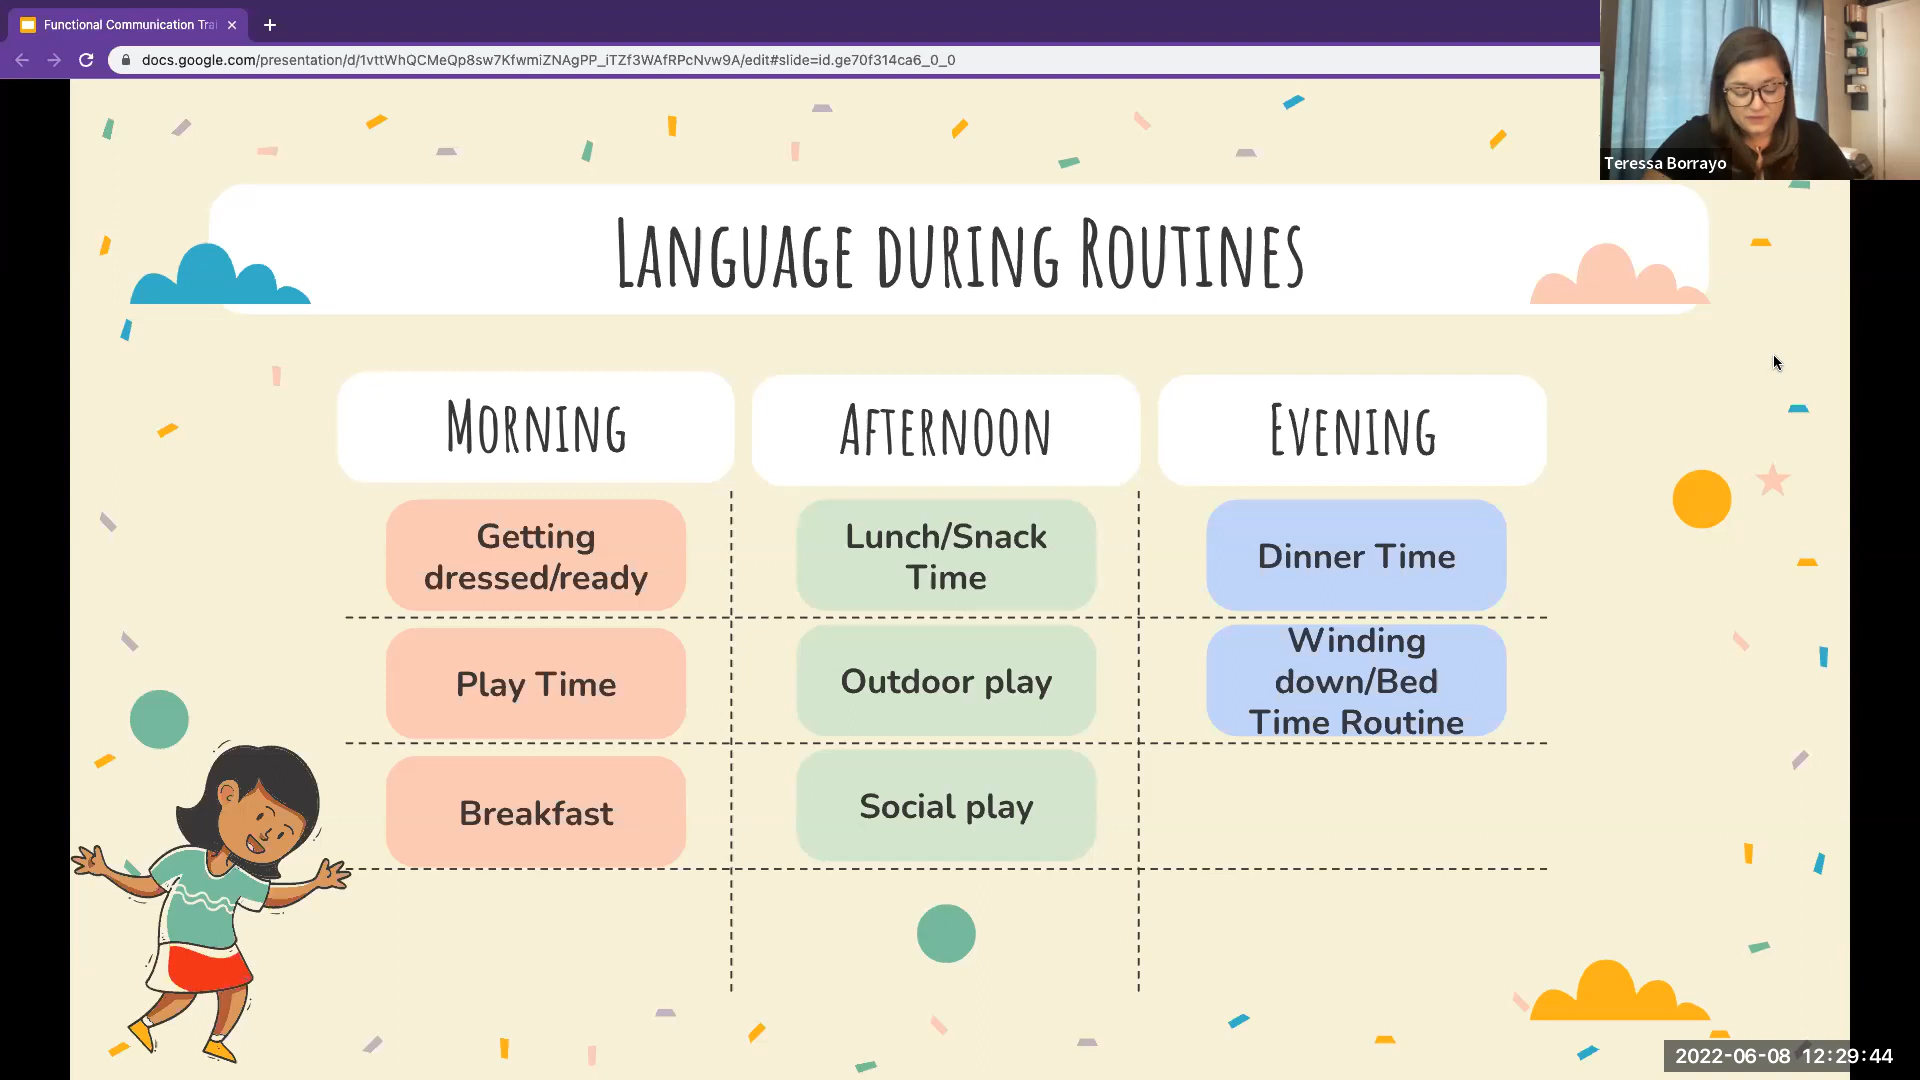 Functional Communication Trai
docs.google.com/presentation/d/1vttWhQCMeQp8sw7KfwmiZNAgPP_iTZf3WAfRPcNvw9A/edit#slide=id.ge70f314ca6_0_0
Teressa Borrayo
Language during Routines
Morning
Afternoon
Evening
Getting
dressed/ready
Lunch/Snack
Time
Dinner Time
Play Time
Outdoor play
Winding
down/Bed
Time Routine
Breakfast
Social play
2022-06-08 12:29:44